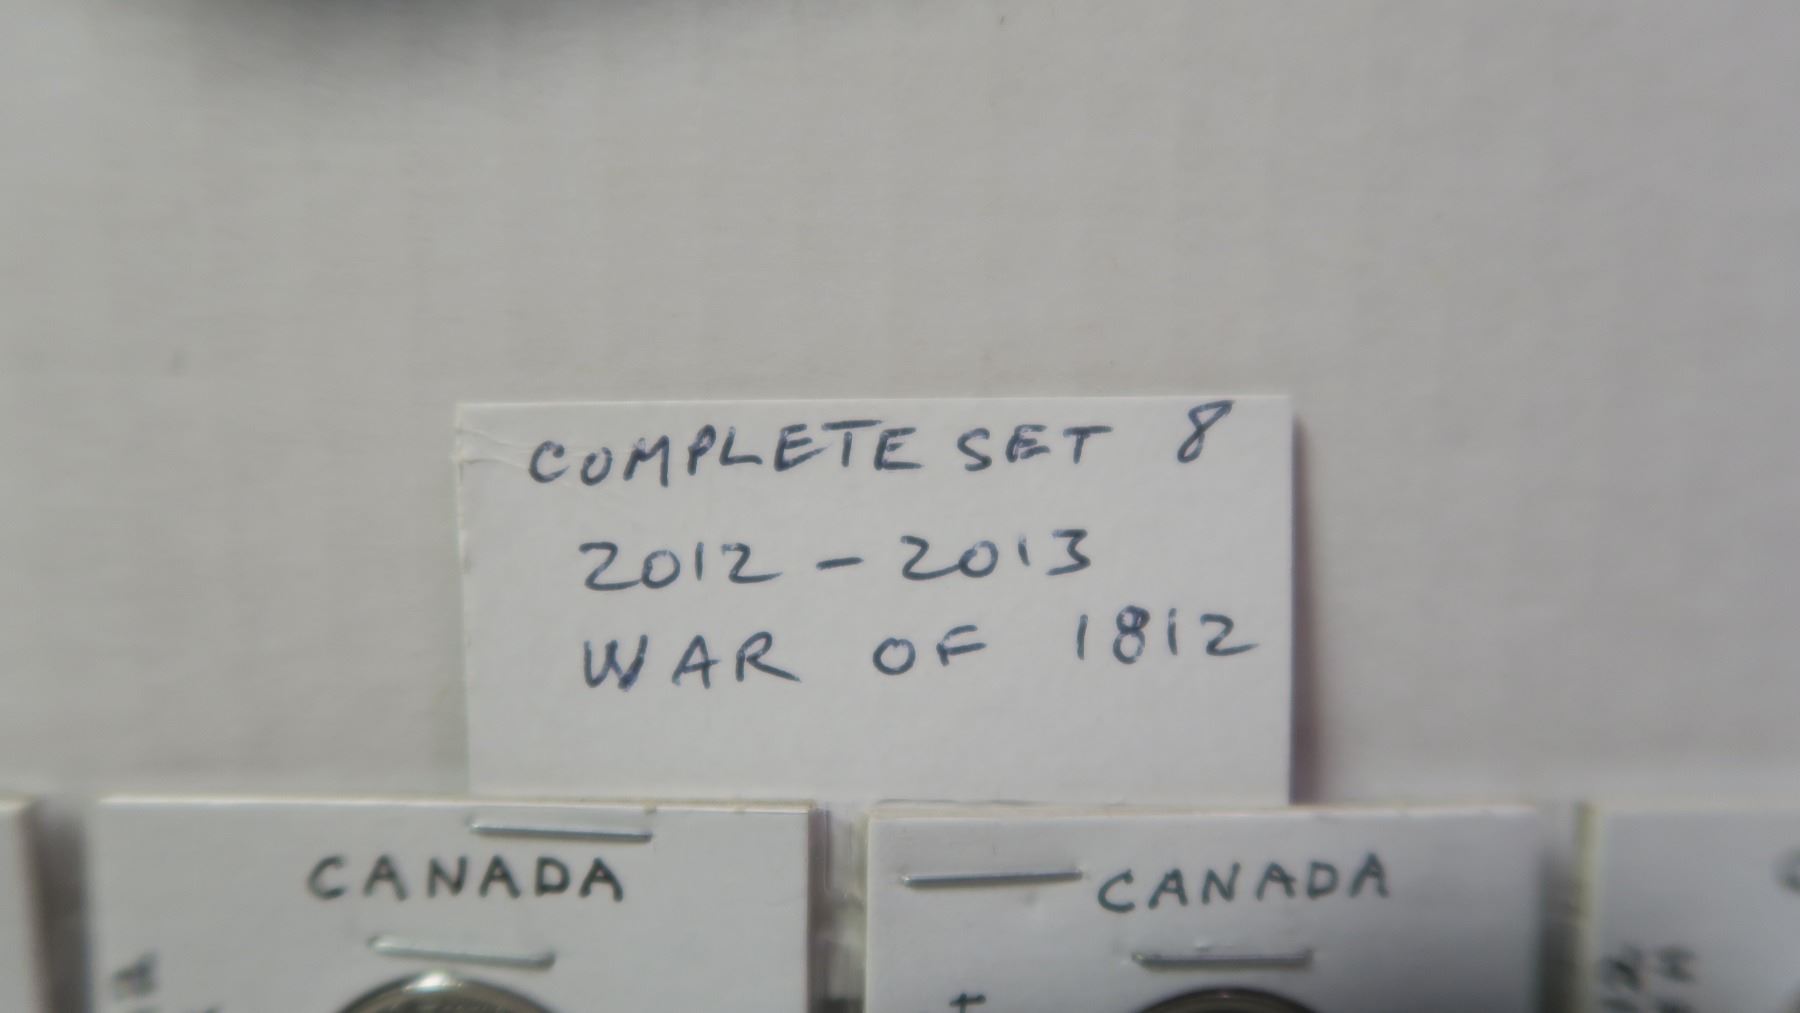 COMPLETE SET 8
2012 - 2013
WAR OF 1812
CANADA
CANADA